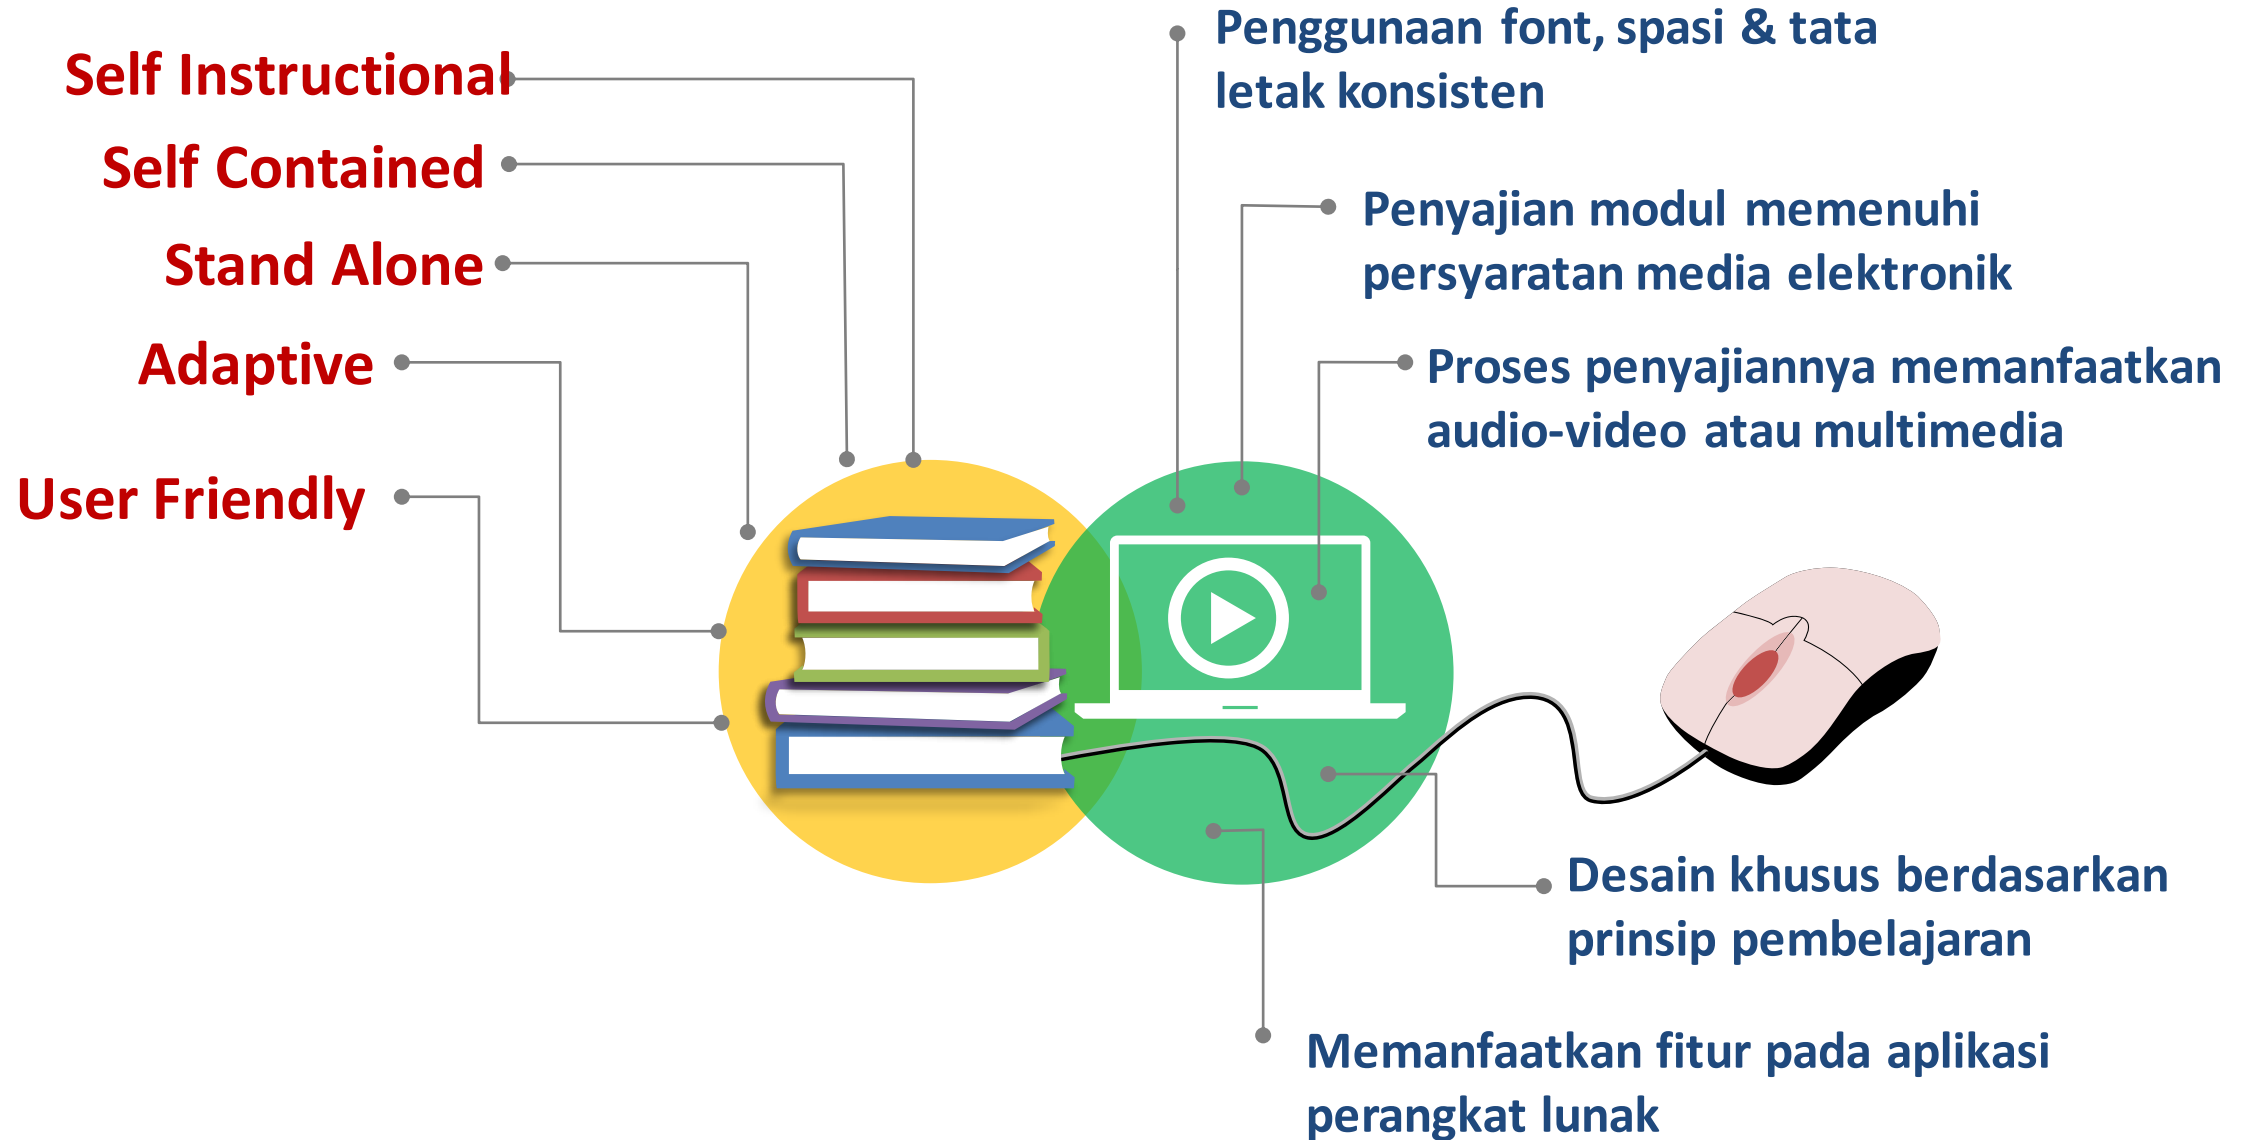 Self Instructional
Self Contained
Stand Alone
Adaptive
User Friendly
Penggunaan font, spasi & tata
letak konsisten
Penyajian modul memenuhi
persyaratan media elektronik
Proses penyajiannya memanfaatkan
audio-video atau multimedia
Desain khusus berdasarkan
prinsip pembelajaran
Memanfaatkan fitur pada aplikasi
perangkat lunak